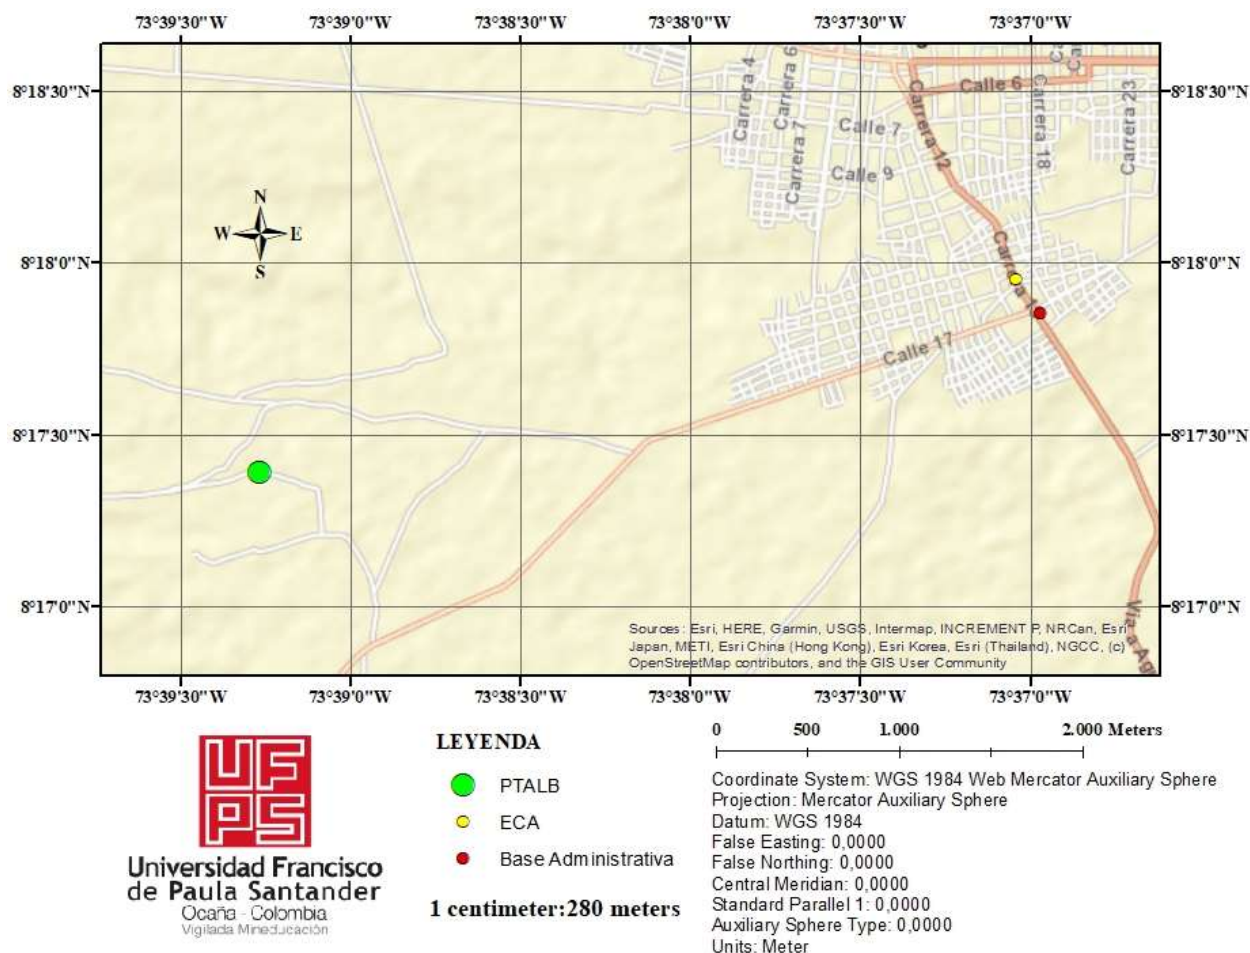 73°39'30"W 73°39'0"W 73°38'30"W 73°38'0"W 73°37'30"W 73°37'0"W
8°18'30"N 8°18'30"N
Carrera 4
Carrera 6
Carrera 7
Calle 6
Calle 7
Calle 9
Carrera 12
Carrera 18
Carrera 23
Ca
Ca
N
W E
S
8°18'0"N 8°18'0"N
Carrera 1
Calle 17
8°17'30"N 8°17'30"N
8°17'0"N 8°17'0"N
Via a Ag
Sources: Esri, HERE, Garmin, USGS, Intermap, INCREMENT P, NRCan, Esri
Japan, METI, Esri China (Hong Kong), Esri Korea, Esri (Thailand), NGCC, (c)
OpenStreetMap contributors, and the GIS User Community
73°39'30"W 73°39'0"W 73°38'30"W 73°38'0"W 73°37'30"W 73°37'0"W
UF
PS
Universidad Francisco
de Paula Santander
Ocaña - Colombia
Vigilada Mineducación
LEYENDA
PTALB
ECA
Base Administrativa
1 centimeter:280 meters
0 500 1.000 2.000 Meters
Coordinate System: WGS 1984 Web Mercator Auxiliary Sphere
Projection: Mercator Auxiliary Sphere
Datum: WGS 1984
False Easting: 0,0000
False Northing: 0,0000
Central Meridian: 0,0000
Standard Parallel 1: 0,0000
Auxiliary Sphere Type: 0,0000
Units: Meter